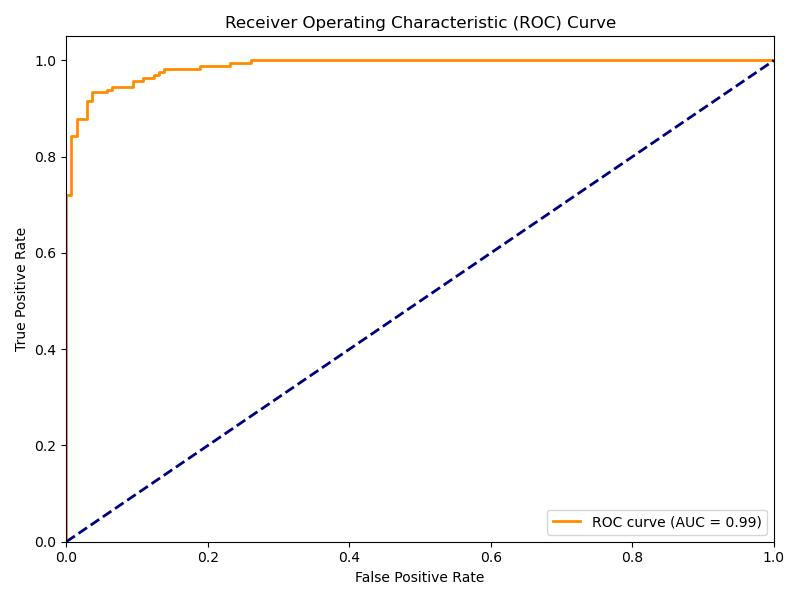 Receiver Operating Characteristic (ROC) Curve
1.0
0.8
0.6
0.4
0.2
0.0
True Positive Rate
ROC curve (AUC = 0.99)
0.0 0.2 0.4 0.6 0.8 1.0
False Positive Rate